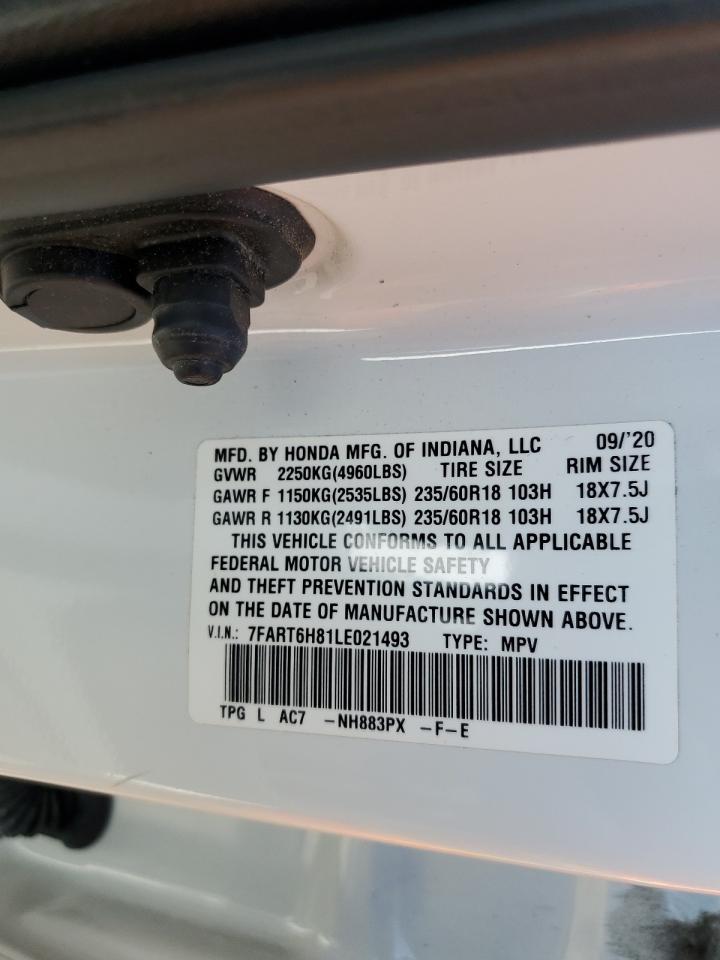 MFD. BY HONDA MFG. OF INDIANA, LLC 09/'20
GVWR 2250KG(4960LBS) TIRE SIZE RIM SIZE
GAWR F 1150KG(2535LBS) 235/60R18 103H 18X7.5J
GAWR R 1130KG(2491LBS) 235/60R18 103H 18X7.5J
THIS VEHICLE CONFORMS TO ALL APPLICABLE
FEDERAL MOTOR VEHICLE SAFETY
AND THEFT PREVENTION STANDARDS IN EFFECT
ON THE DATE OF MANUFACTURE SHOWN ABOVE.
V.I.N.: 7FART6H81LE021493 TYPE: MPV
TPG L AC7 -NH883PX -F-E